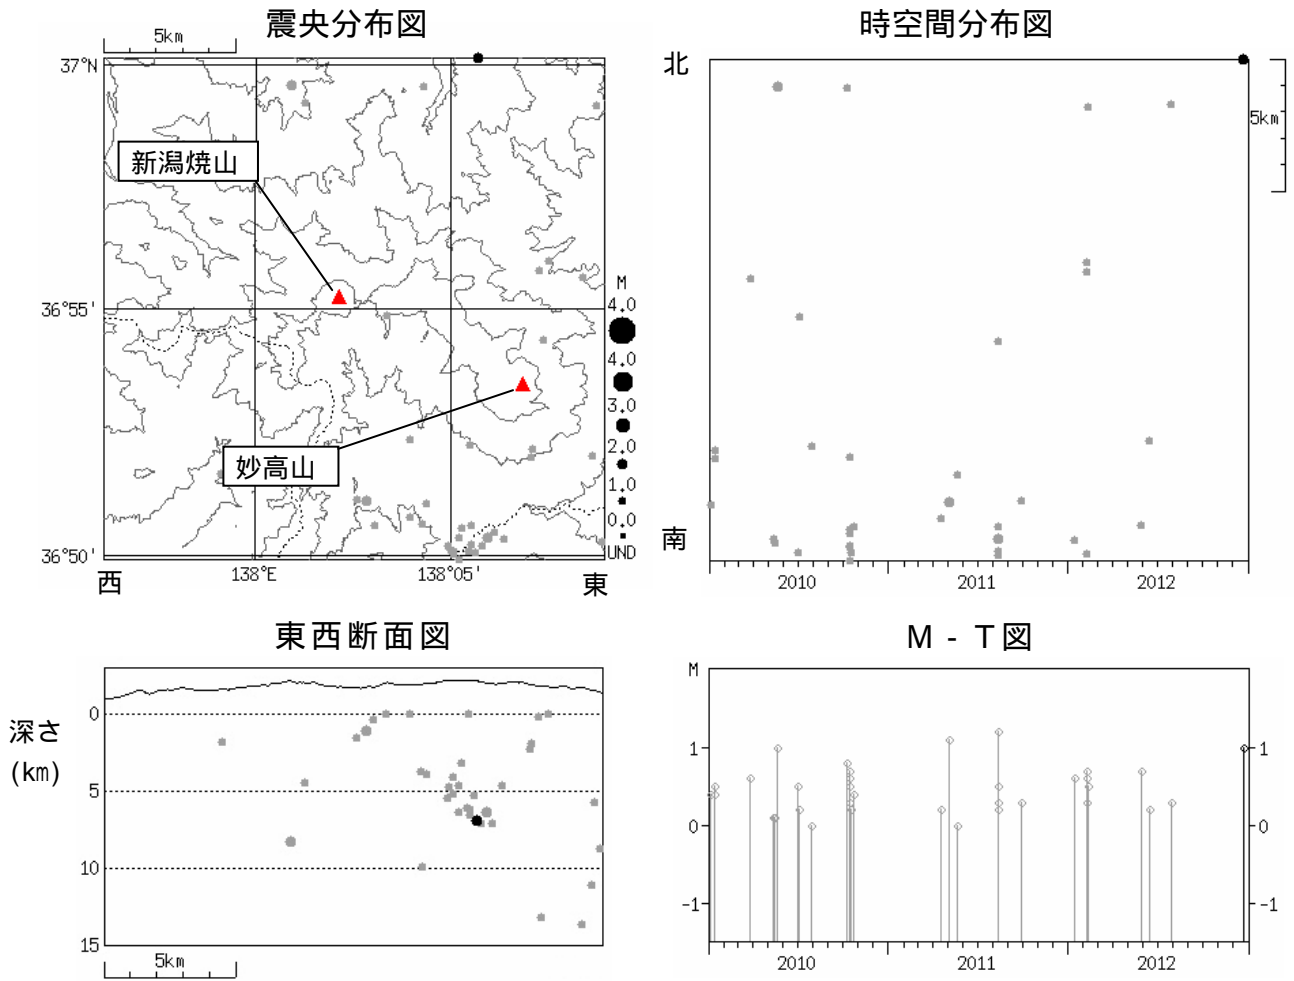 震央分布図
5km
37°N
新潟焼山
36°55'
妙高山
36°50'
西
138°E
138°05'
東
M
4.0
4.0
3.0
2.0
1.0
0.0
UND
時空間分布図
北
南
5km
2010
2011
2012
東西断面図
深さ
(km)
0
5
10
15
5km
M - T図
M
1
0
-1
1
0
-1
2010
2011
2012